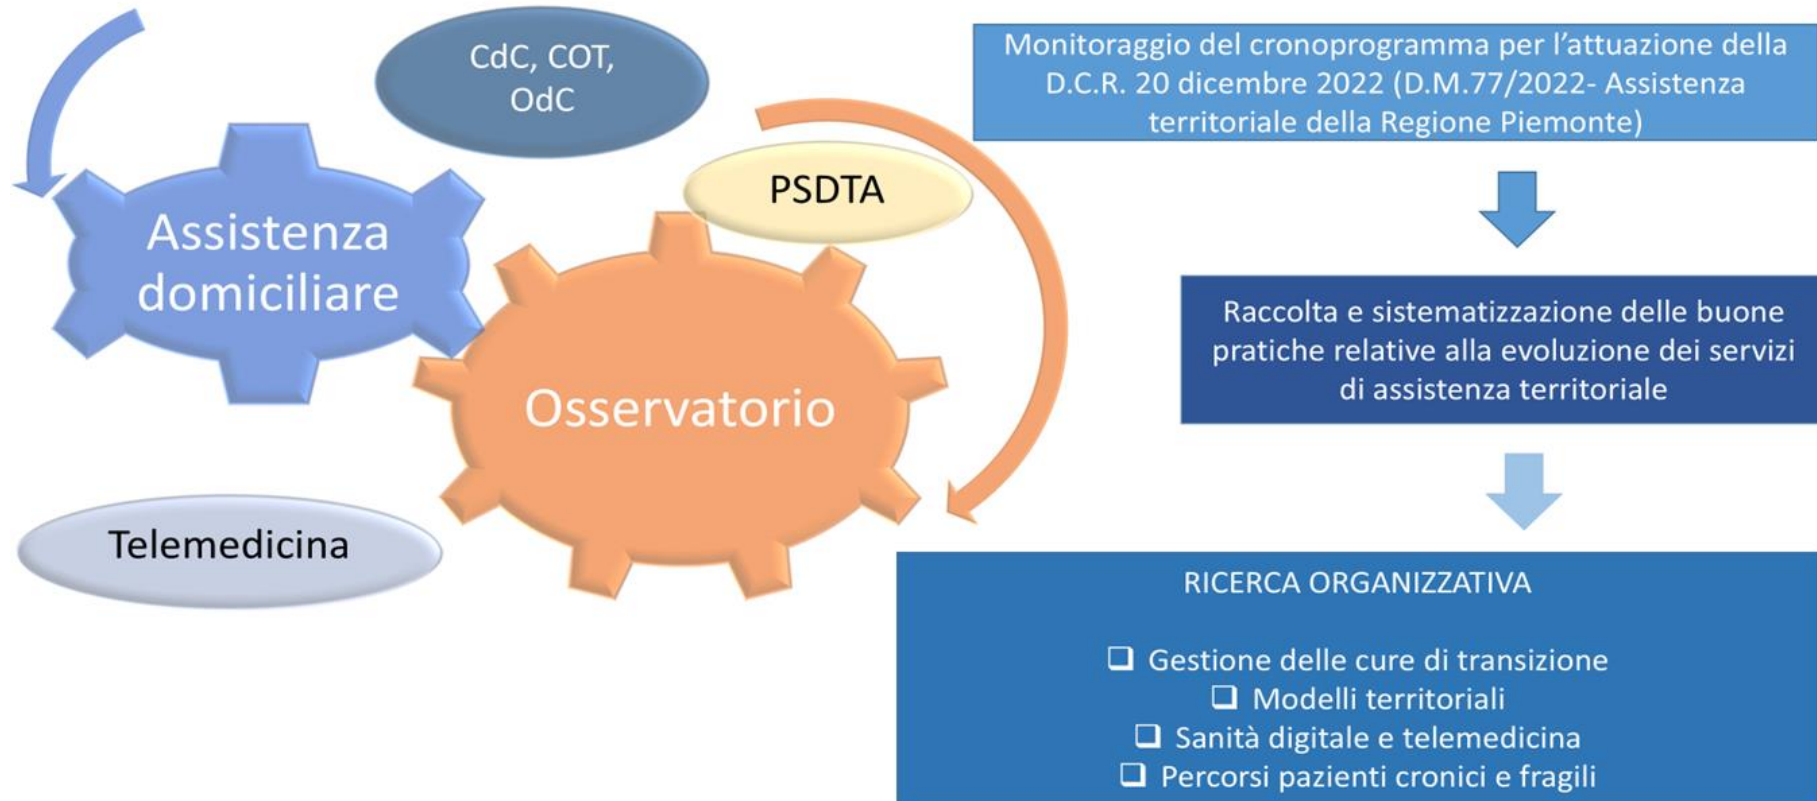 CdC, COT,
OdC
PSDTA
Assistenza
domiciliare
Osservatorio
Telemedicina
Monitoraggio del cronoprogramma per l’attuazione della
D.C.R. 20 dicembre 2022 (D.M.77/2022- Assistenza
territoriale della Regione Piemonte)
Raccolta e sistematizzazione delle buone
pratiche relative alla evoluzione dei servizi
di assistenza territoriale
RICERCA ORGANIZZATIVA
❑ Gestione delle cure di transizione
❑ Modelli territoriali
❑ Sanità digitale e telemedicina
❑ Percorsi pazienti cronici e fragili